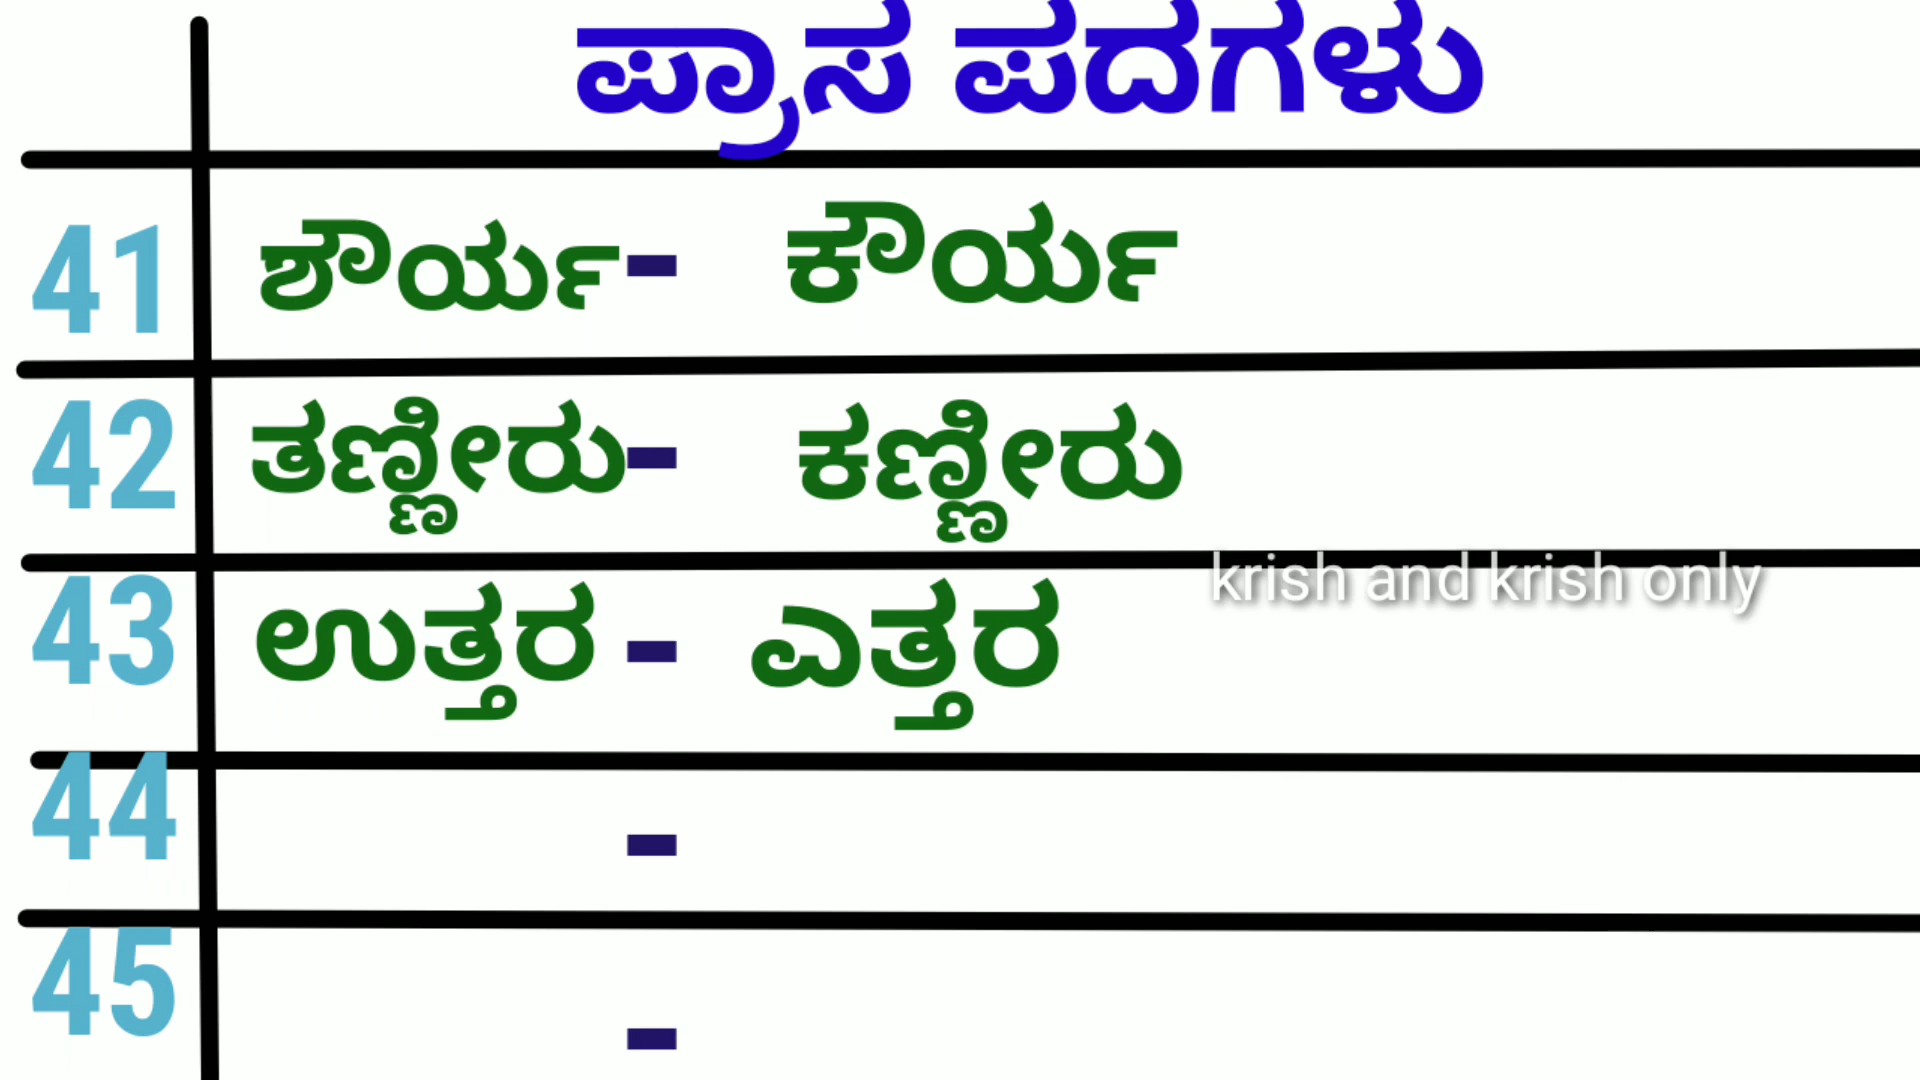 ಪ್ರಾಸ ಪದಗಳು
41 ಶೌರ್ಯ - ಕೌರ್ಯ
42 ತಣ್ಣೀರು - ಕಣ್ಣೀರು
krish and krish only
43 ಉತ್ತರ - ಎತ್ತರ
44 -
45 -